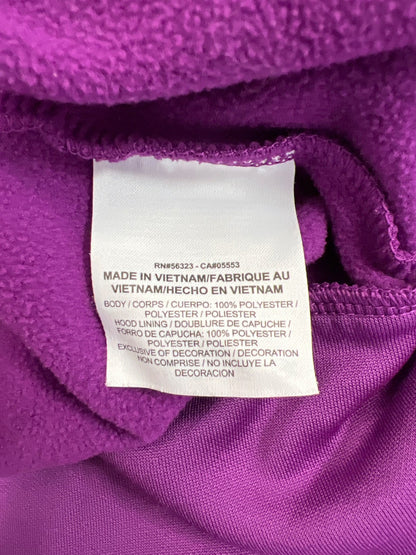 RN#56323 - CA#05553
MADE IN VIETNAM/FABRIQUE AU
VIETNAM/HECHO EN VIETNAM
BODY / CORPS / CUERPO: 100% POLYESTER /
POLYESTER / POLIESTER
HOOD LINING / DOUBLURE DE CAPUCHE /
FORRO DE CAPUCHA: 100% POLYESTER /
POLYESTER / POLIESTER
EXCLUSIVE OF DECORATION / DECORATION
NON COMPRISE / NO INCLUYE LA
DECORACIÓN